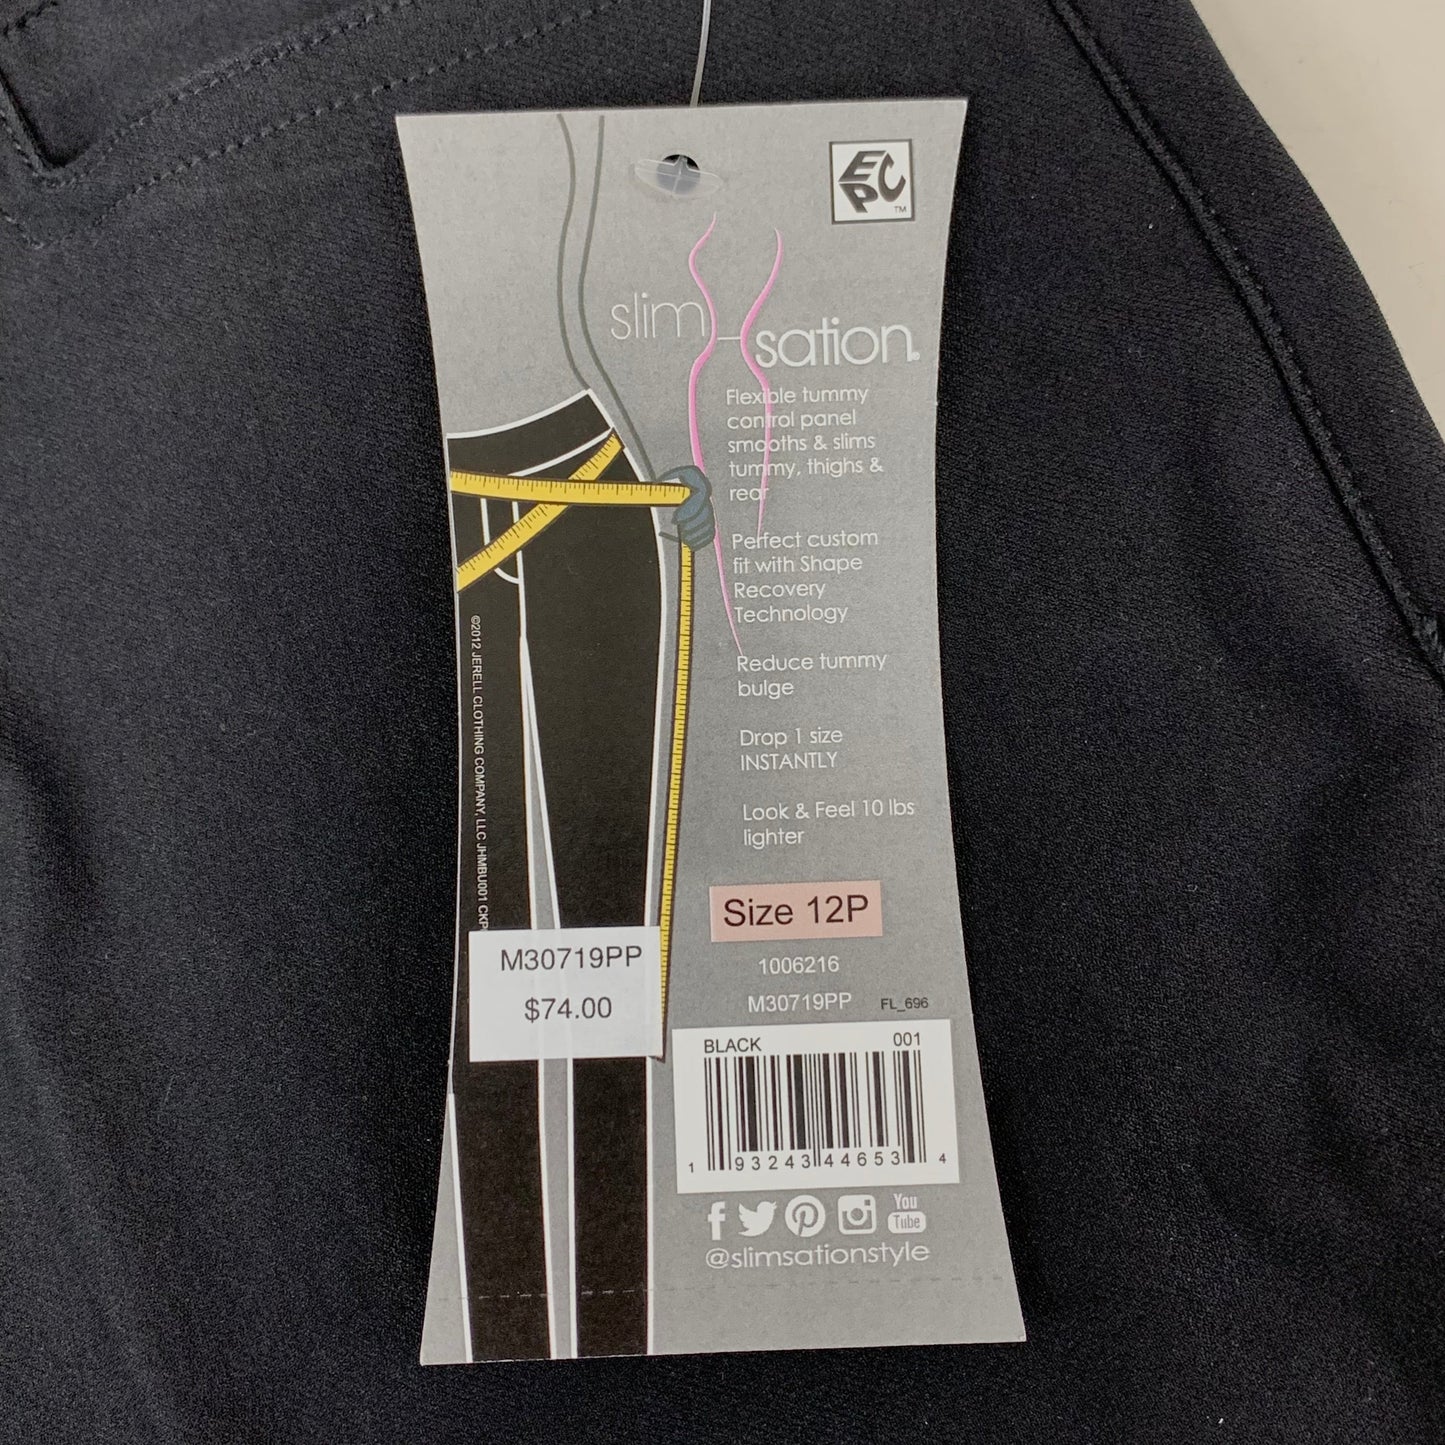 EPC™
slim
sation®
Flexible tummy
control panel
smooths & slims
tummy, thighs &
rear
Perfect custom
fit with Shape
Recovery
Technology
Reduce tummy
bulge
Drop 1 size
INSTANTLY
Look & Feel 10 lbs
lighter
©2012 JERELL CLOTHING COMPANY, LLC JHMBU001 CKP
Size 12P
M30719PP
$74.00
1006216
M30719PP FL_696
BLACK 001
1 93243 44653 4
f You
Tube
@slimsationstyle